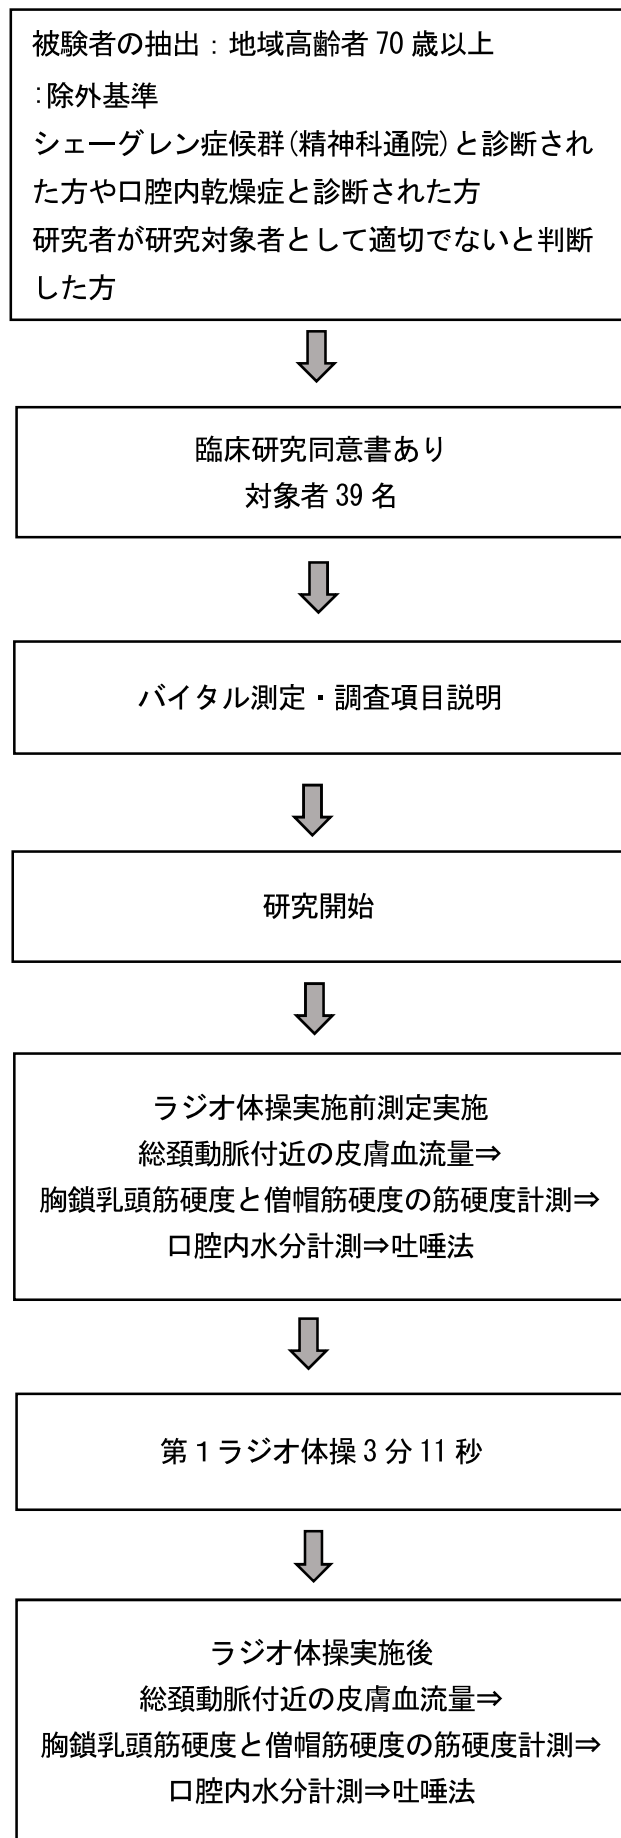 被験者の抽出：地域高齢者 70 歳以上
:除外基準
シェーグレン症候群(精神科通院)と診断され
た方や口腔内乾燥症と診断された方
研究者が研究対象者として適切でないと判断
した方
臨床研究同意書あり
対象者 39 名
バイタル測定・調査項目説明
研究開始
ラジオ体操実施前測定実施
総頚動脈付近の皮膚血流量⇒
胸鎖乳頭筋硬度と僧帽筋硬度の筋硬度計測⇒
口腔内水分計測⇒吐唾法
第１ラジオ体操 3 分 11 秒
ラジオ体操実施後
総頚動脈付近の皮膚血流量⇒
胸鎖乳頭筋硬度と僧帽筋硬度の筋硬度計測⇒
口腔内水分計測⇒吐唾法